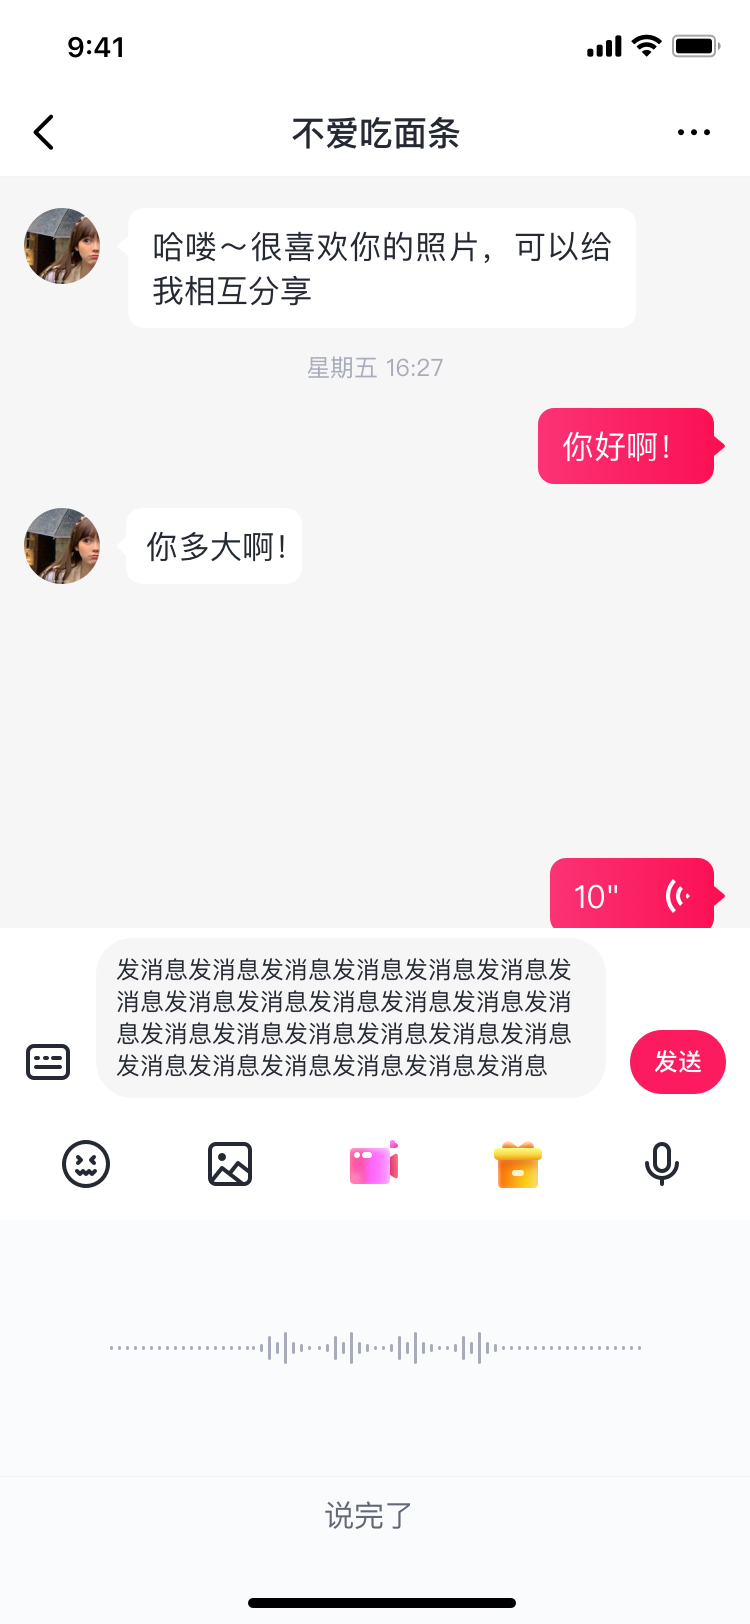 9:41
不爱吃面条
哈喽～很喜欢你的照片，可以给
我相互分享
星期五 16:27
你好啊！
你多大啊！
10"
发消息发消息发消息发消息发消息发消息发
消息发消息发消息发消息发消息发消息发消
息发消息发消息发消息发消息发消息发消息
发消息发消息发消息发消息发消息发消息
发送
说完了